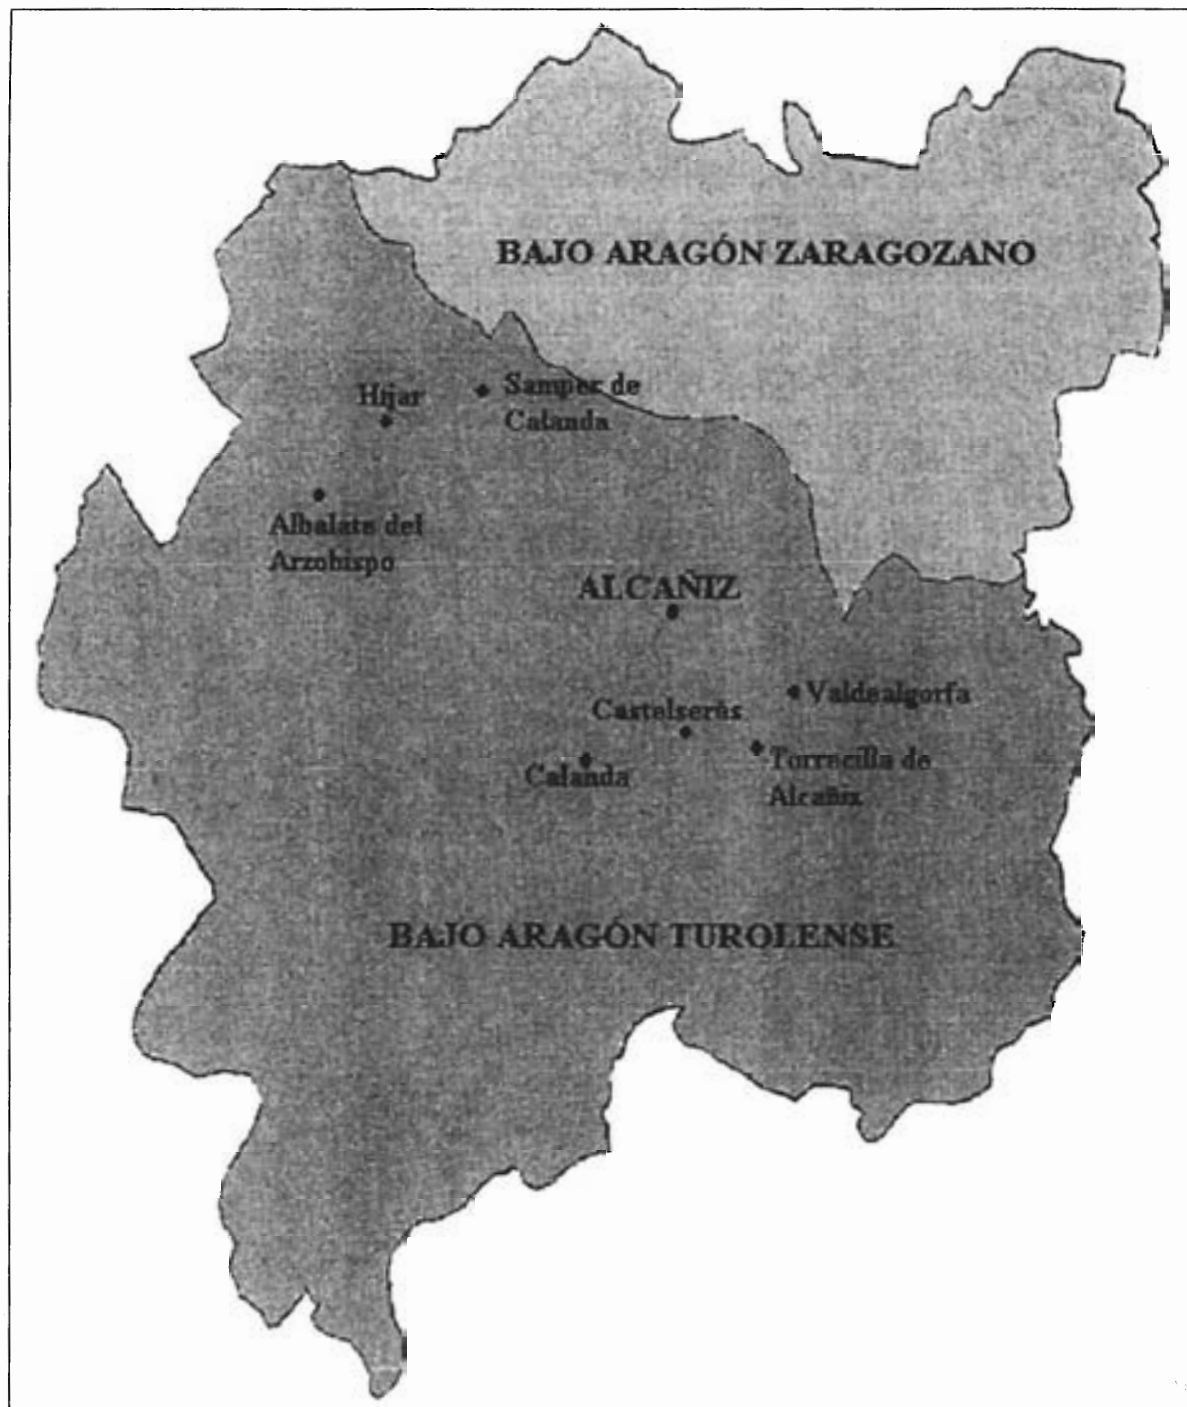 BAJO ARAGÓN ZARAGOZANO
Híjar
Samper de
Calanda
Albalate del
Arzobispo
ALCAÑIZ
Valdealgorfa
Castelserás
Torrecilla de
Alcañiz
Calanda
BAJO ARAGÓN TUROLENSE